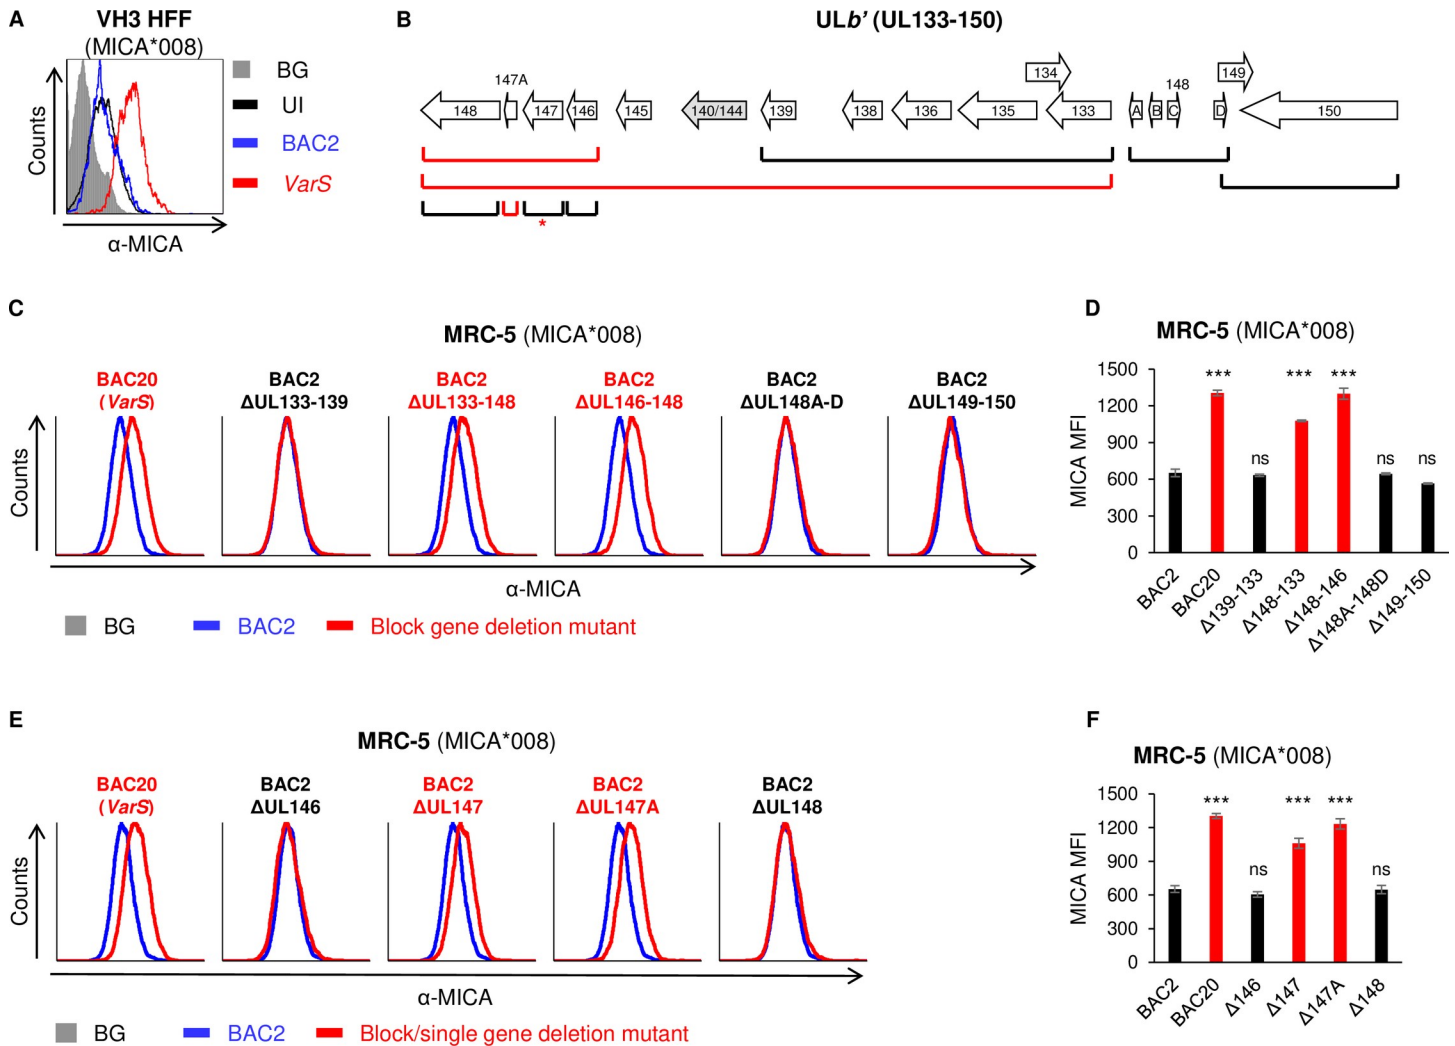 A
VH3 HFF
(MICA*008)
Counts
α-MICA
BG
UI
BAC2
VarS
B
ULb’ (UL133-150)
134
148
149
147A
148
147
146
145
140/144
139
138
136
135
133
A
B
C
D
150
*
C
MRC-5 (MICA*008)
BAC20
(VarS)
BAC2
ΔUL133-139
BAC2
ΔUL133-148
BAC2
ΔUL146-148
BAC2
ΔUL148A-D
BAC2
ΔUL149-150
Counts
α-MICA
BG
BAC2
Block gene deletion mutant
D
MRC-5 (MICA*008)
MICA MFI
1500
1200
900
600
300
0
***
ns
***
***
ns
ns
BAC2
BAC20
Δ139-133
Δ148-133
Δ148-146
Δ148A-148D
Δ149-150
E
MRC-5 (MICA*008)
BAC20
(VarS)
BAC2
ΔUL146
BAC2
ΔUL147
BAC2
ΔUL147A
BAC2
ΔUL148
Counts
α-MICA
BG
BAC2
Block/single gene deletion mutant
F
MRC-5 (MICA*008)
MICA MFI
1500
1200
900
600
300
0
***
ns
***
***
ns
BAC2
BAC20
Δ146
Δ147
Δ147A
Δ148